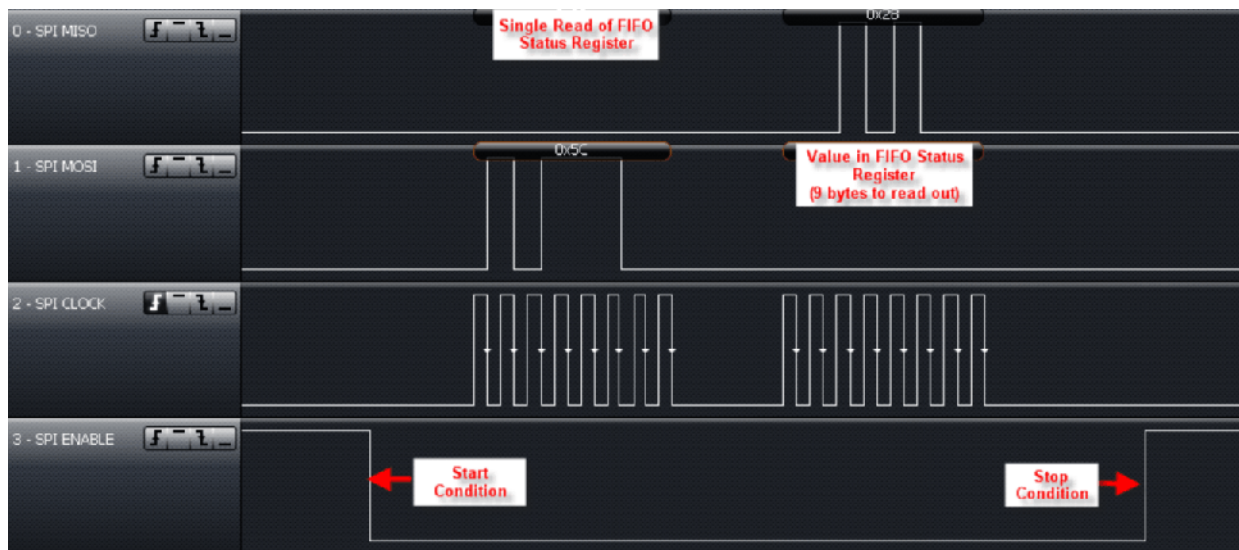 0 - SPI MISO
Single Read of FIFO
Status Register
0x28
1 - SPI MOSI
0x5C
Value in FIFO Status
Register
(9 bytes to read out)
2 - SPI CLOCK
3 - SPI ENABLE
Start
Condition
Stop
Condition